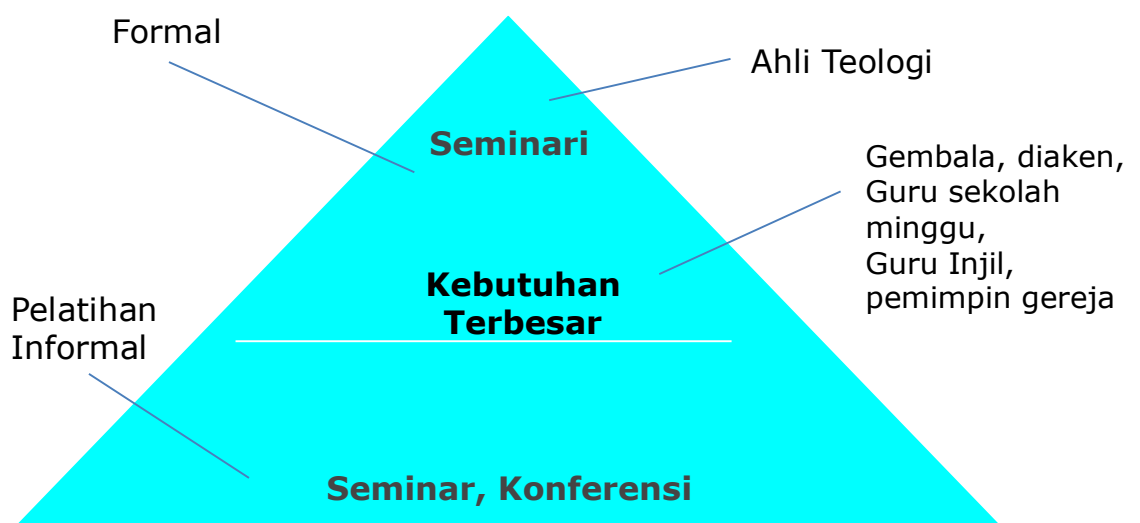 Formal
Ahli Teologi
Seminari
Gembala, diaken,
Guru sekolah
minggu,
Guru Injil,
pemimpin gereja
Kebutuhan
Terbesar
Pelatihan
Informal
Seminar, Konferensi